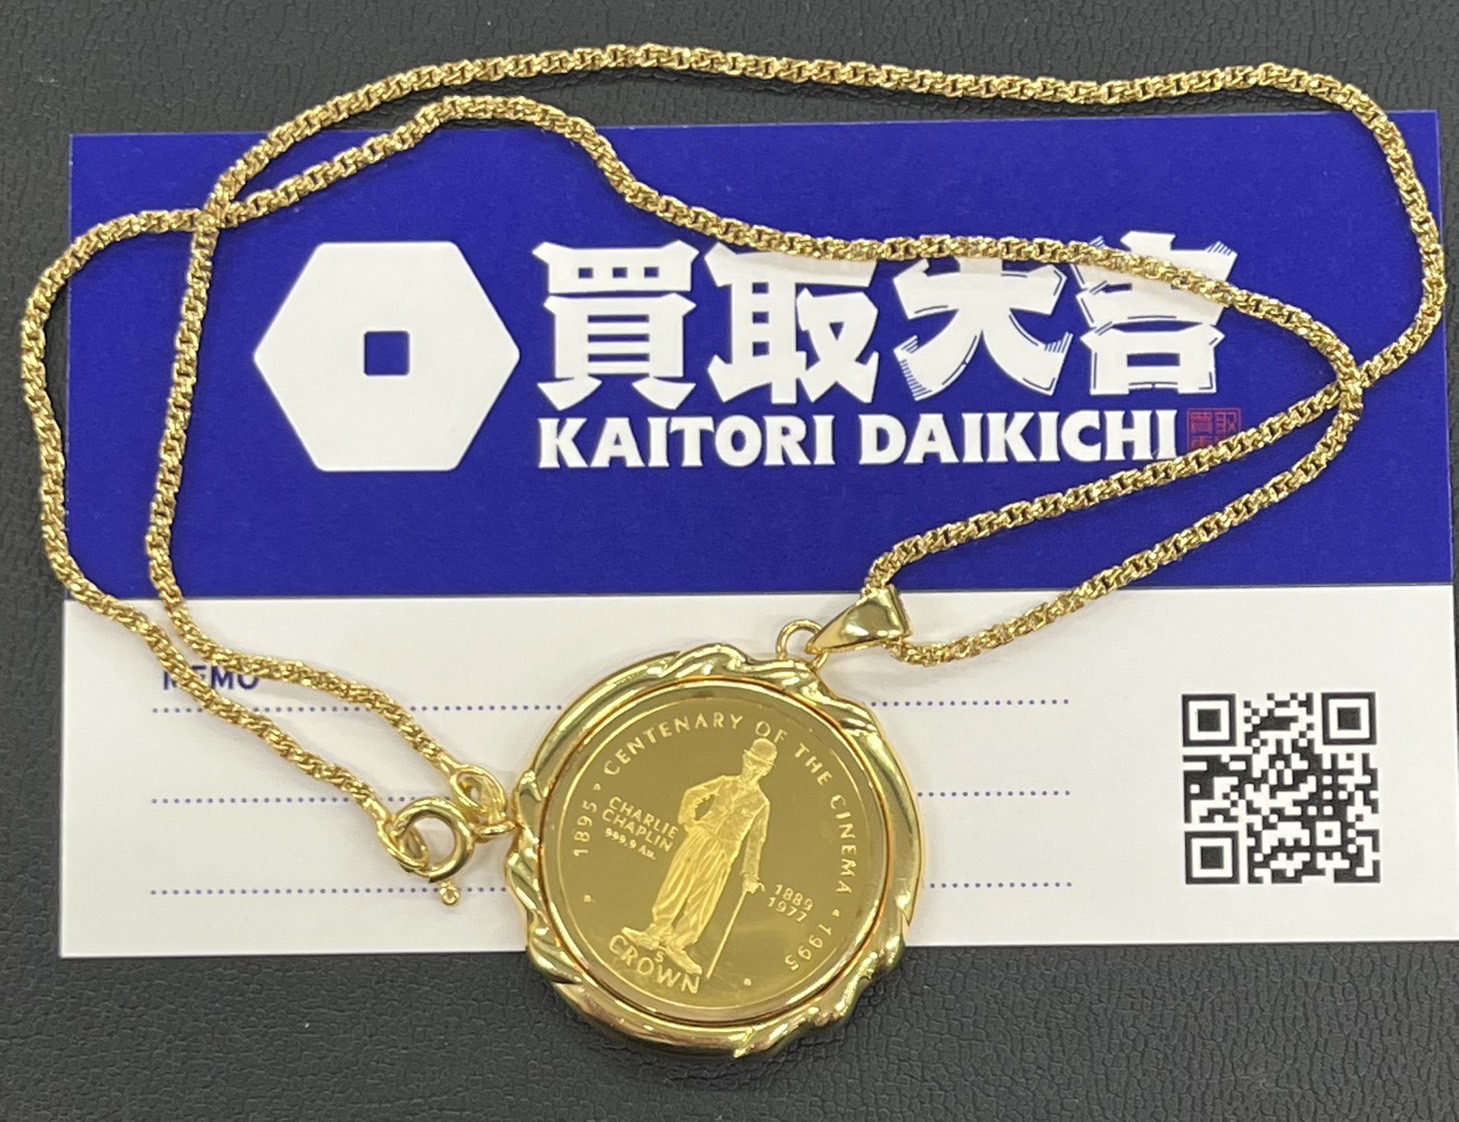 買取大吉
KAITORI DAIKICHI
MEMO
1895 • CENTENARY OF THE CINEMA • 1995
CHARLIE
CHAPLIN
999.9 Au.
1889
1977
CROWN